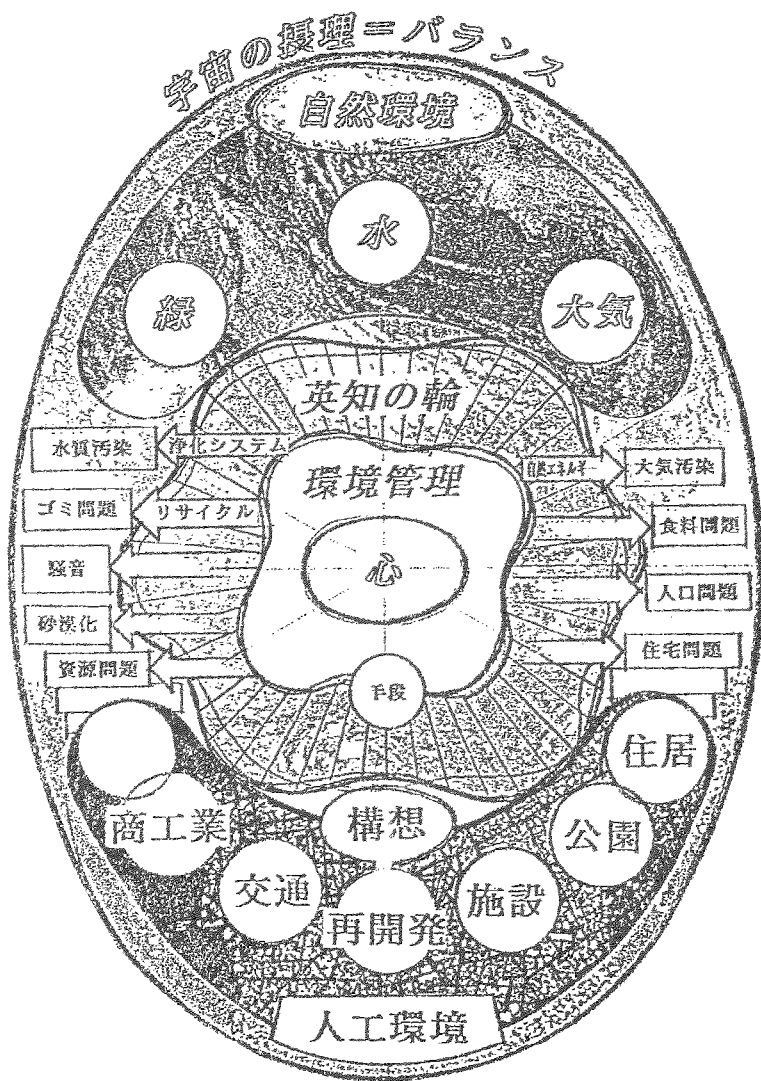 宇宙の摂理＝バランス
自然環境
水
緑
大気
英知の輪
水質汚染
浄化システム
自然エネルギー
大気汚染
環境管理
ゴミ問題
リサイクル
食料問題
騒音
心
人口問題
砂漠化
住宅問題
資源問題
手段
住居
商工業
構想
公園
交通
施設
再開発
人工環境